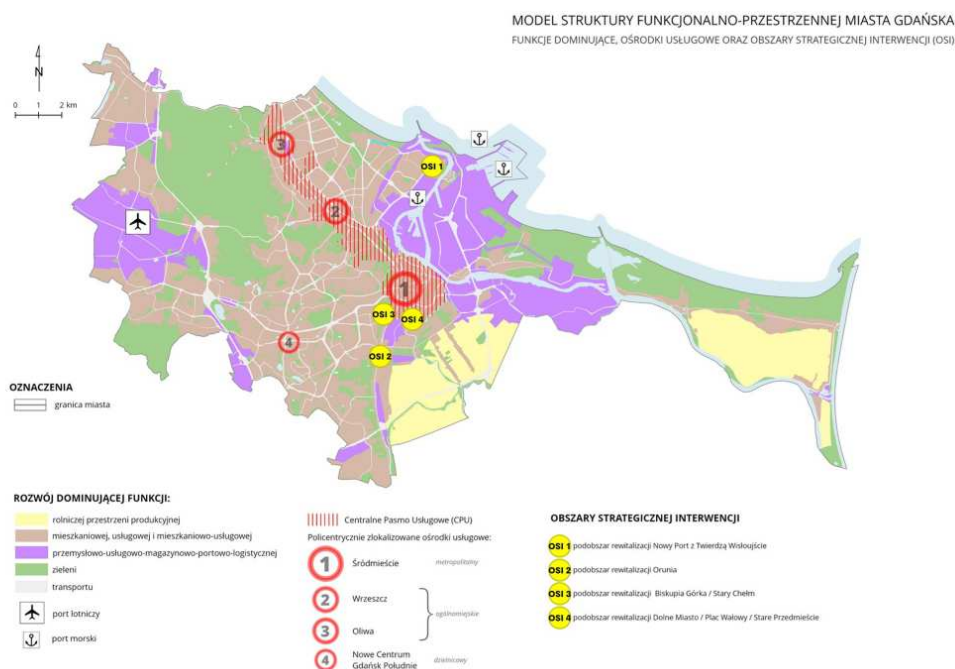 MODEL STRUKTURY FUNKCJONALNO-PRZESTRZENNEJ MIASTA GDAŃSKA
FUNKCJE DOMINUJĄCE, OŚRODKI USŁUGOWE ORAZ OBSZARY STRATEGICZNEJ INTERWENCJI (OSI)
N
0 1 2 km
3
OSI 1
2
1
OSI 3
OSI 4
4
OSI 2
OZNACZENIA
granica miasta
ROZWÓJ DOMINUJĄCEJ FUNKCJI:
rolniczej przestrzeni produkcyjnej
mieszkaniowej, usługowej i mieszkaniowo-usługowej
przemysłowo-usługowo-magazynowo-portowo-logistycznej
zieleni
transportu
port lotniczy
port morski
Centralne Pasmo Usługowe (CPU)
Policentrycznie zlokalizowane ośrodki usługowe:
1 Śródmieście metropolitalny
2 Wrzeszcz
ogólnomiejskie
3 Oliwa
4 Nowe Centrum Gdańsk Południe dzielnicowy
OBSZARY STRATEGICZNEJ INTERWENCJI
OSI 1 podobszar rewitalizacji Nowy Port z Twierdzą Wisłoujście
OSI 2 podobszar rewitalizacji Orunia
OSI 3 podobszar rewitalizacji Biskupia Górka / Stary Chełm
OSI 4 podobszar rewitalizacji Dolne Miasto / Plac Wałowy / Stare Przedmieście